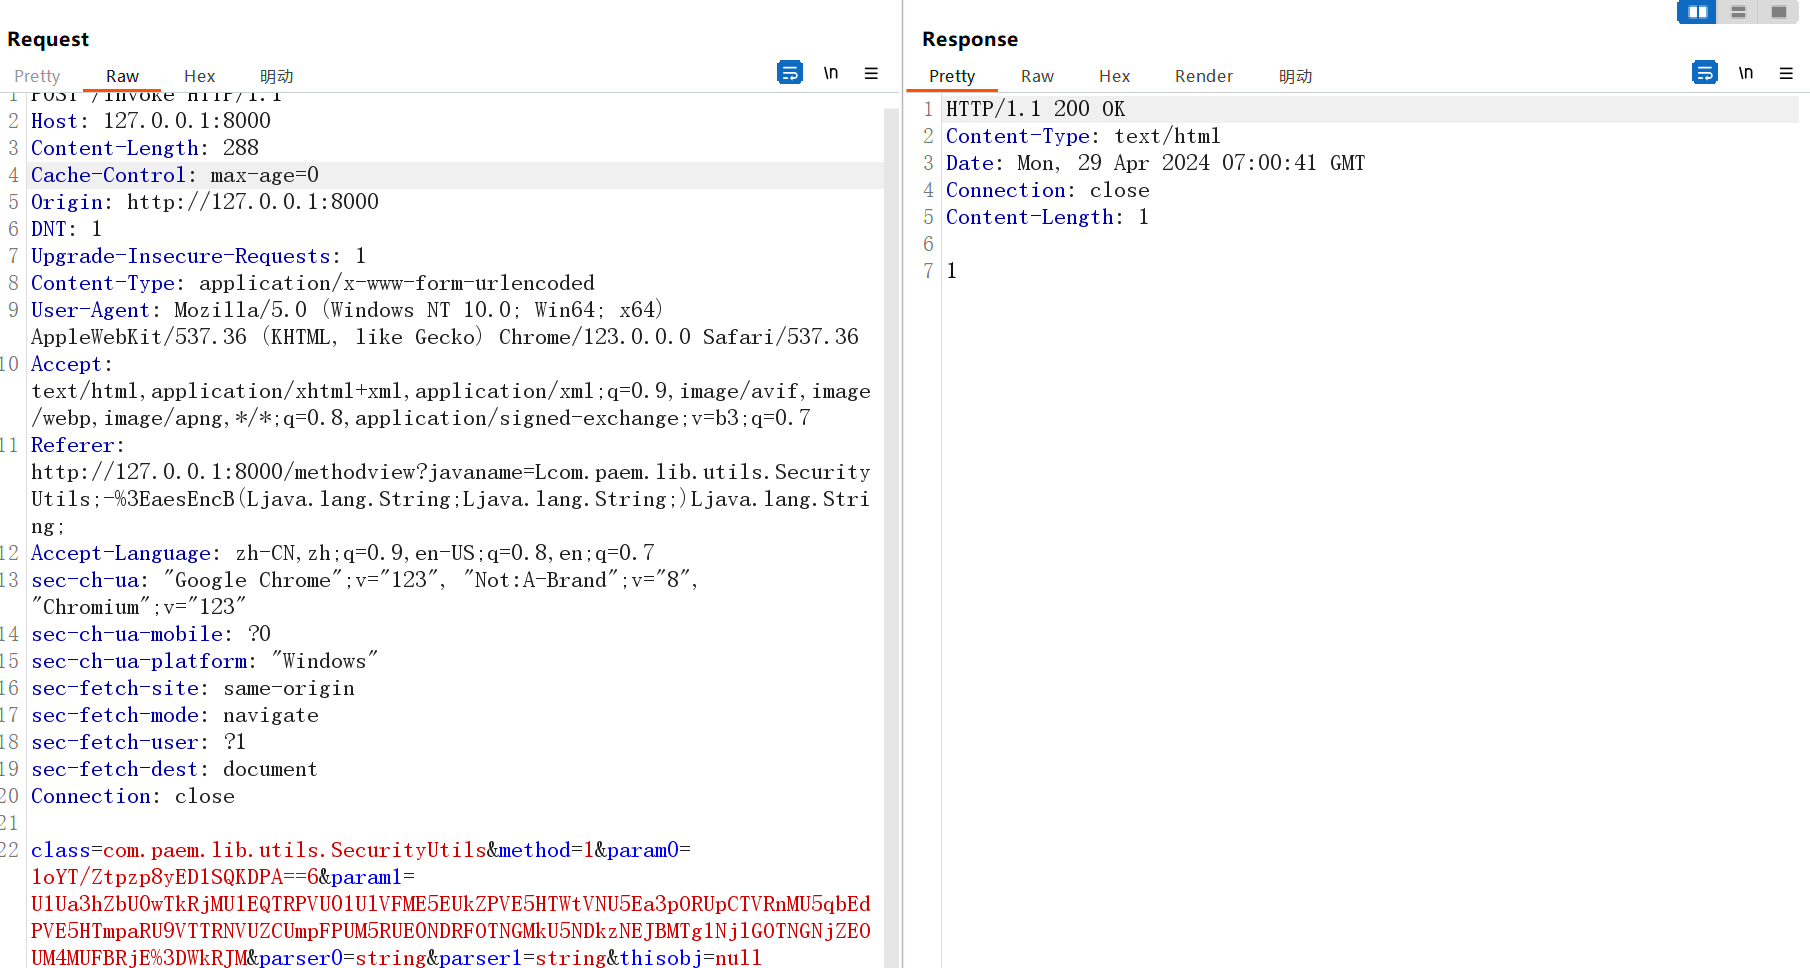 Request
Pretty Raw Hex 明动 \n
1 POST /invoke HTTP/1.1
2 Host: 127.0.0.1:8000
3 Content-Length: 288
4 Cache-Control: max-age=0
5 Origin: http://127.0.0.1:8000
6 DNT: 1
7 Upgrade-Insecure-Requests: 1
8 Content-Type: application/x-www-form-urlencoded
9 User-Agent: Mozilla/5.0 (Windows NT 10.0; Win64; x64)
AppleWebKit/537.36 (KHTML, like Gecko) Chrome/123.0.0.0 Safari/537.36
10 Accept:
text/html,application/xhtml+xml,application/xml;q=0.9,image/avif,image
/webp,image/apng,*/*;q=0.8,application/signed-exchange;v=b3;q=0.7
11 Referer:
http://127.0.0.1:8000/methodview?javaname=Lcom.paem.lib.utils.Security
Utils;-%3EaesEncB(Ljava.lang.String;Ljava.lang.String;)Ljava.lang.Stri
ng;
12 Accept-Language: zh-CN,zh;q=0.9,en-US;q=0.8,en;q=0.7
13 sec-ch-ua: "Google Chrome";v="123", "Not:A-Brand";v="8",
"Chromium";v="123"
14 sec-ch-ua-mobile: ?0
15 sec-ch-ua-platform: "Windows"
16 sec-fetch-site: same-origin
17 sec-fetch-mode: navigate
18 sec-fetch-user: ?1
19 sec-fetch-dest: document
20 Connection: close
21
22 class=com.paem.lib.utils.SecurityUtils&method=1&param0=
1oYT/Ztpzp8yED1SQKDPA==6&param1=
U1Ua3hZbU0wTkRjMU1EQTRPVU01U1VFME5EUkZPVE5HTWtVNU5Ea3pORUpCTVRnMU5qbEd
PVE5HTmpaRU9VTTRNVUZCUmpFPUM5RUE0NDRFOTNGMkU5NDkzNEJBMTg1NjlGOTNGNjZEO
UM4MUFBRjE%3DWkRJM&parser0=string&parser1=string&thisobj=null
Response
Pretty Raw Hex Render 明动 \n
1 HTTP/1.1 200 OK
2 Content-Type: text/html
3 Date: Mon, 29 Apr 2024 07:00:41 GMT
4 Connection: close
5 Content-Length: 1
6
7 1